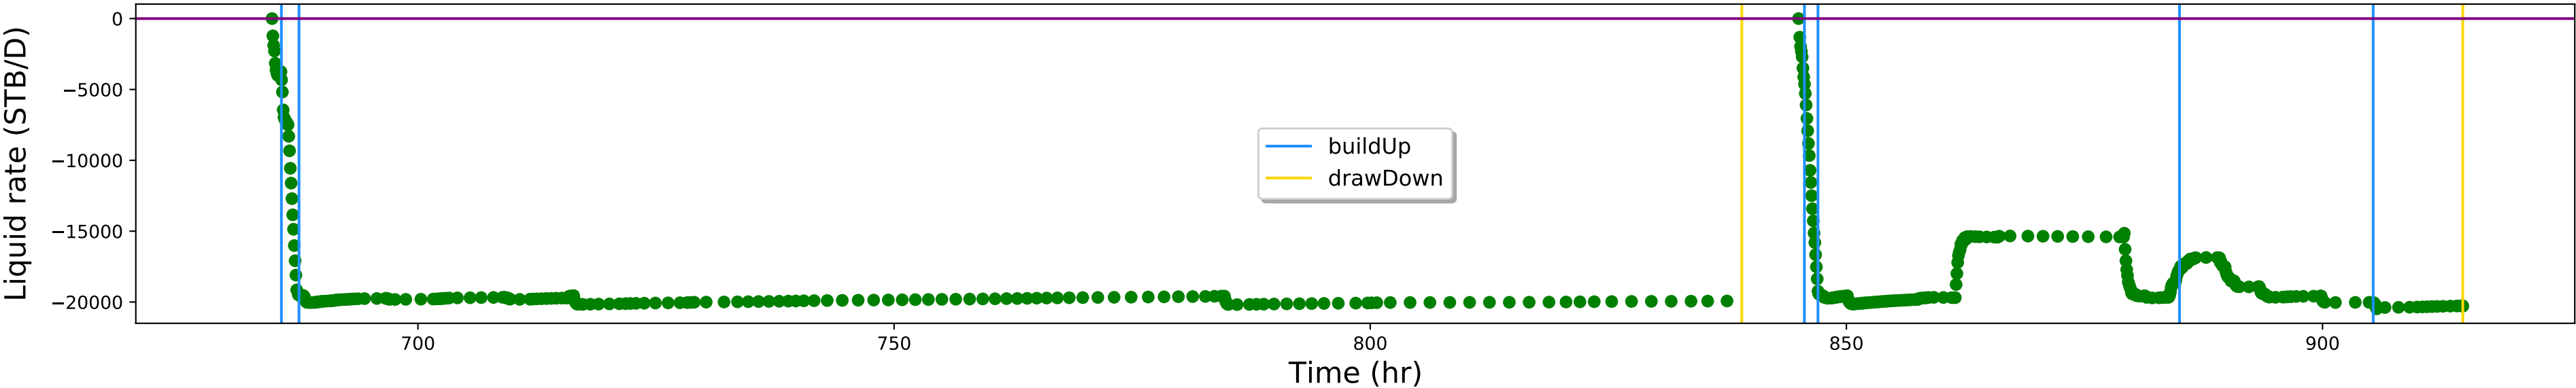 Liquid rate (STB/D)
0
−5000
−10000
−15000
−20000
buildUp
drawDown
700
750
800
850
900
Time (hr)